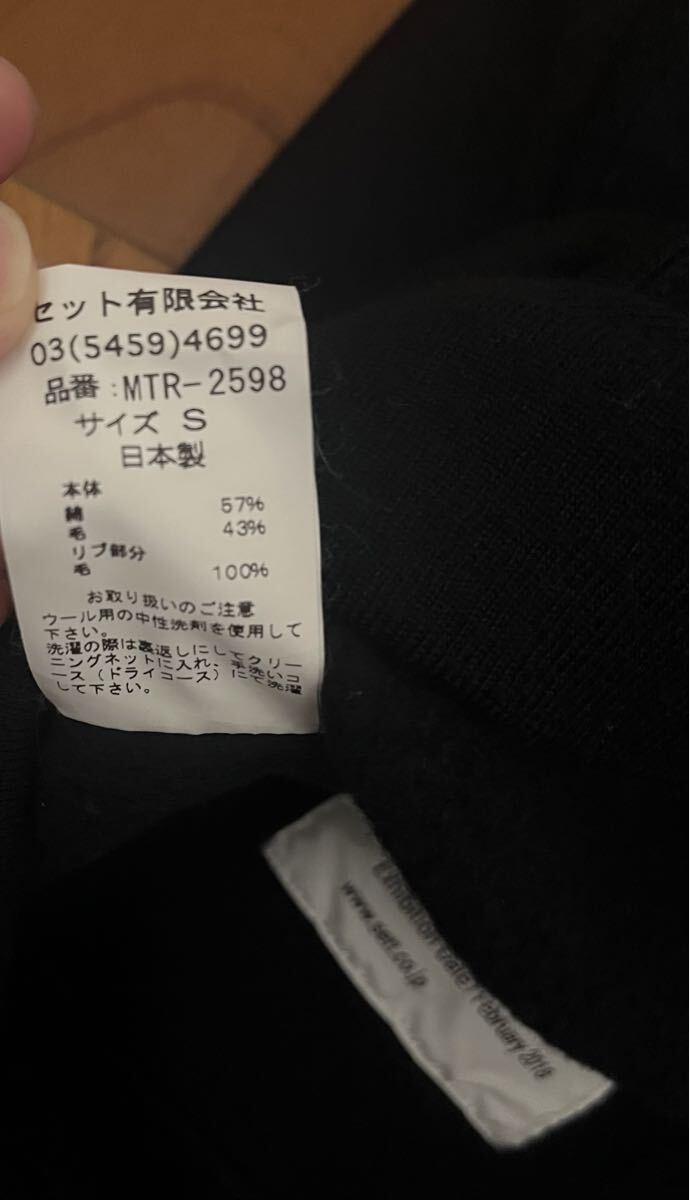 セット有限会社
03(5459)4699
品番:MTR-2598
サイズ S
日本製
本体
綿 57%
毛 43%
リブ部分
毛 100%
お取り扱いのご注意
ウール用の中性洗剤を使用して
下さい。
洗濯の際は裏返しにしてクリー
ニングネットに入れ、手洗いコ
ース(ドライコース)にて洗濯
して下さい。
Exhibition Date/February 2018
www.sett.co.jp